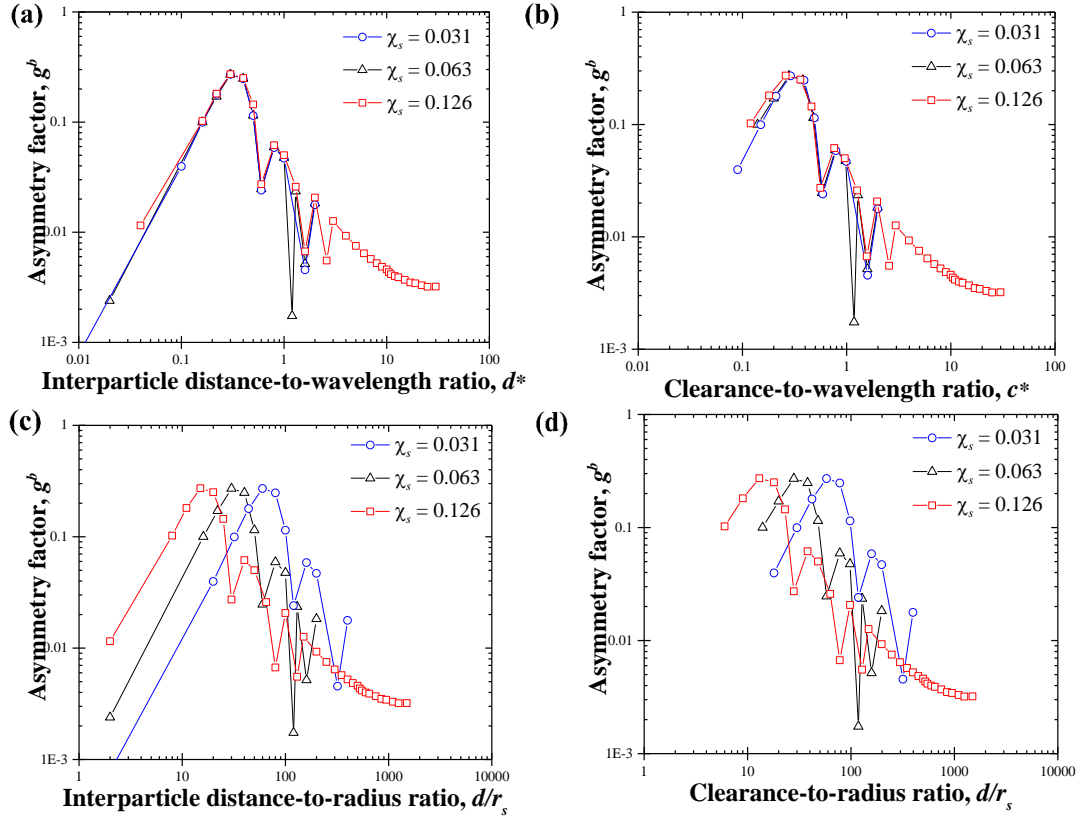 (a)
1
0.1
0.01
1E-3
Asymmetry factor, g^b
χ_s = 0.031
χ_s = 0.063
χ_s = 0.126
0.01 0.1 1 10 100
Interparticle distance-to-wavelength ratio, d*
(b)
1
0.1
0.01
1E-3
Asymmetry factor, g^b
χ_s = 0.031
χ_s = 0.063
χ_s = 0.126
0.01 0.1 1 10 100
Clearance-to-wavelength ratio, c*
(c)
1
0.1
0.01
1E-3
Asymmetry factor, g^b
χ_s = 0.031
χ_s = 0.063
χ_s = 0.126
1 10 100 1000 10000
Interparticle distance-to-radius ratio, d/r_s
(d)
1
0.1
0.01
1E-3
Asymmetry factor, g^b
χ_s = 0.031
χ_s = 0.063
χ_s = 0.126
1 10 100 1000 10000
Clearance-to-radius ratio, d/r_s